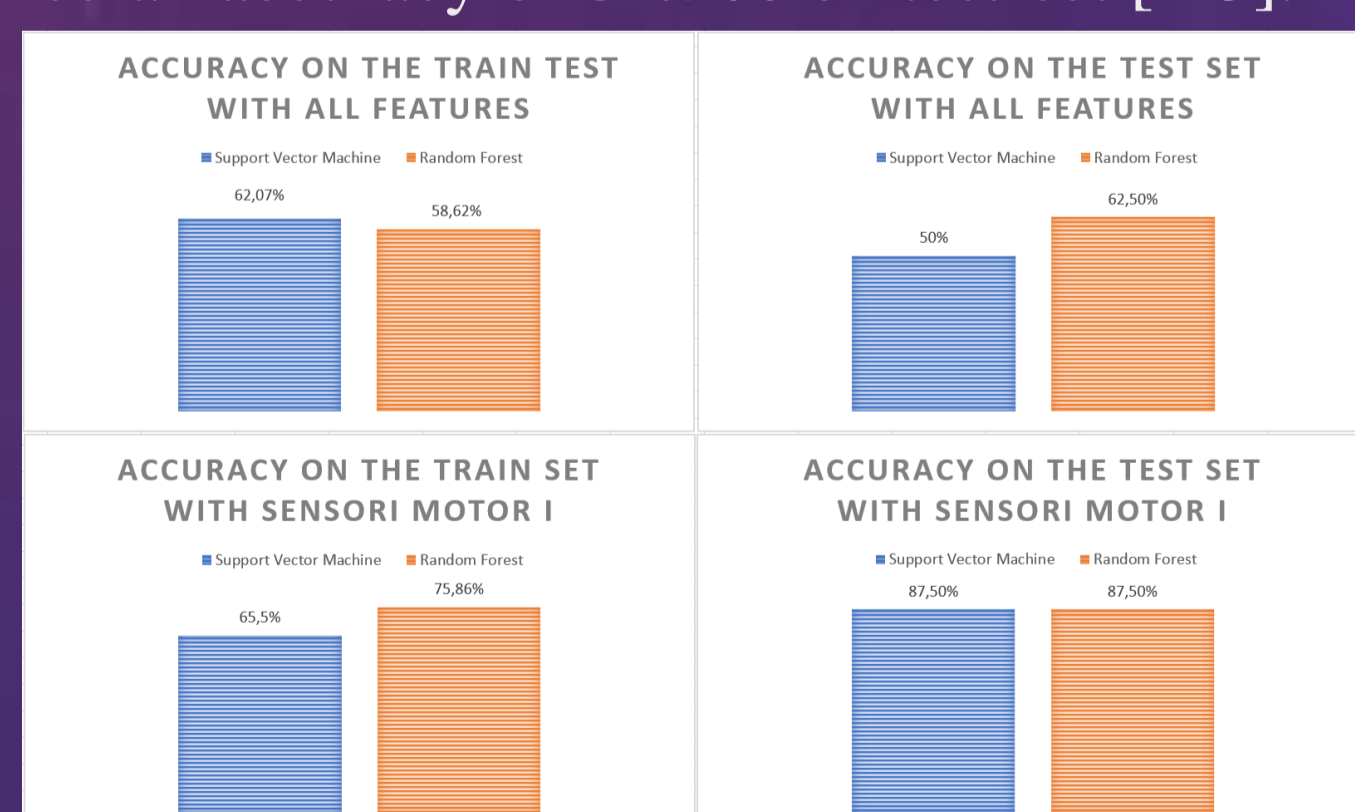 ACCURACY ON THE TRAIN TEST
WITH ALL FEATURES
Support Vector Machine Random Forest
62,07%
58,62%
ACCURACY ON THE TEST SET
WITH ALL FEATURES
Support Vector Machine Random Forest
50%
62,50%
ACCURACY ON THE TRAIN SET
WITH SENSORI MOTOR I
Support Vector Machine Random Forest
65,5%
75,86%
ACCURACY ON THE TEST SET
WITH SENSORI MOTOR I
Support Vector Machine Random Forest
87,50%
87,50%